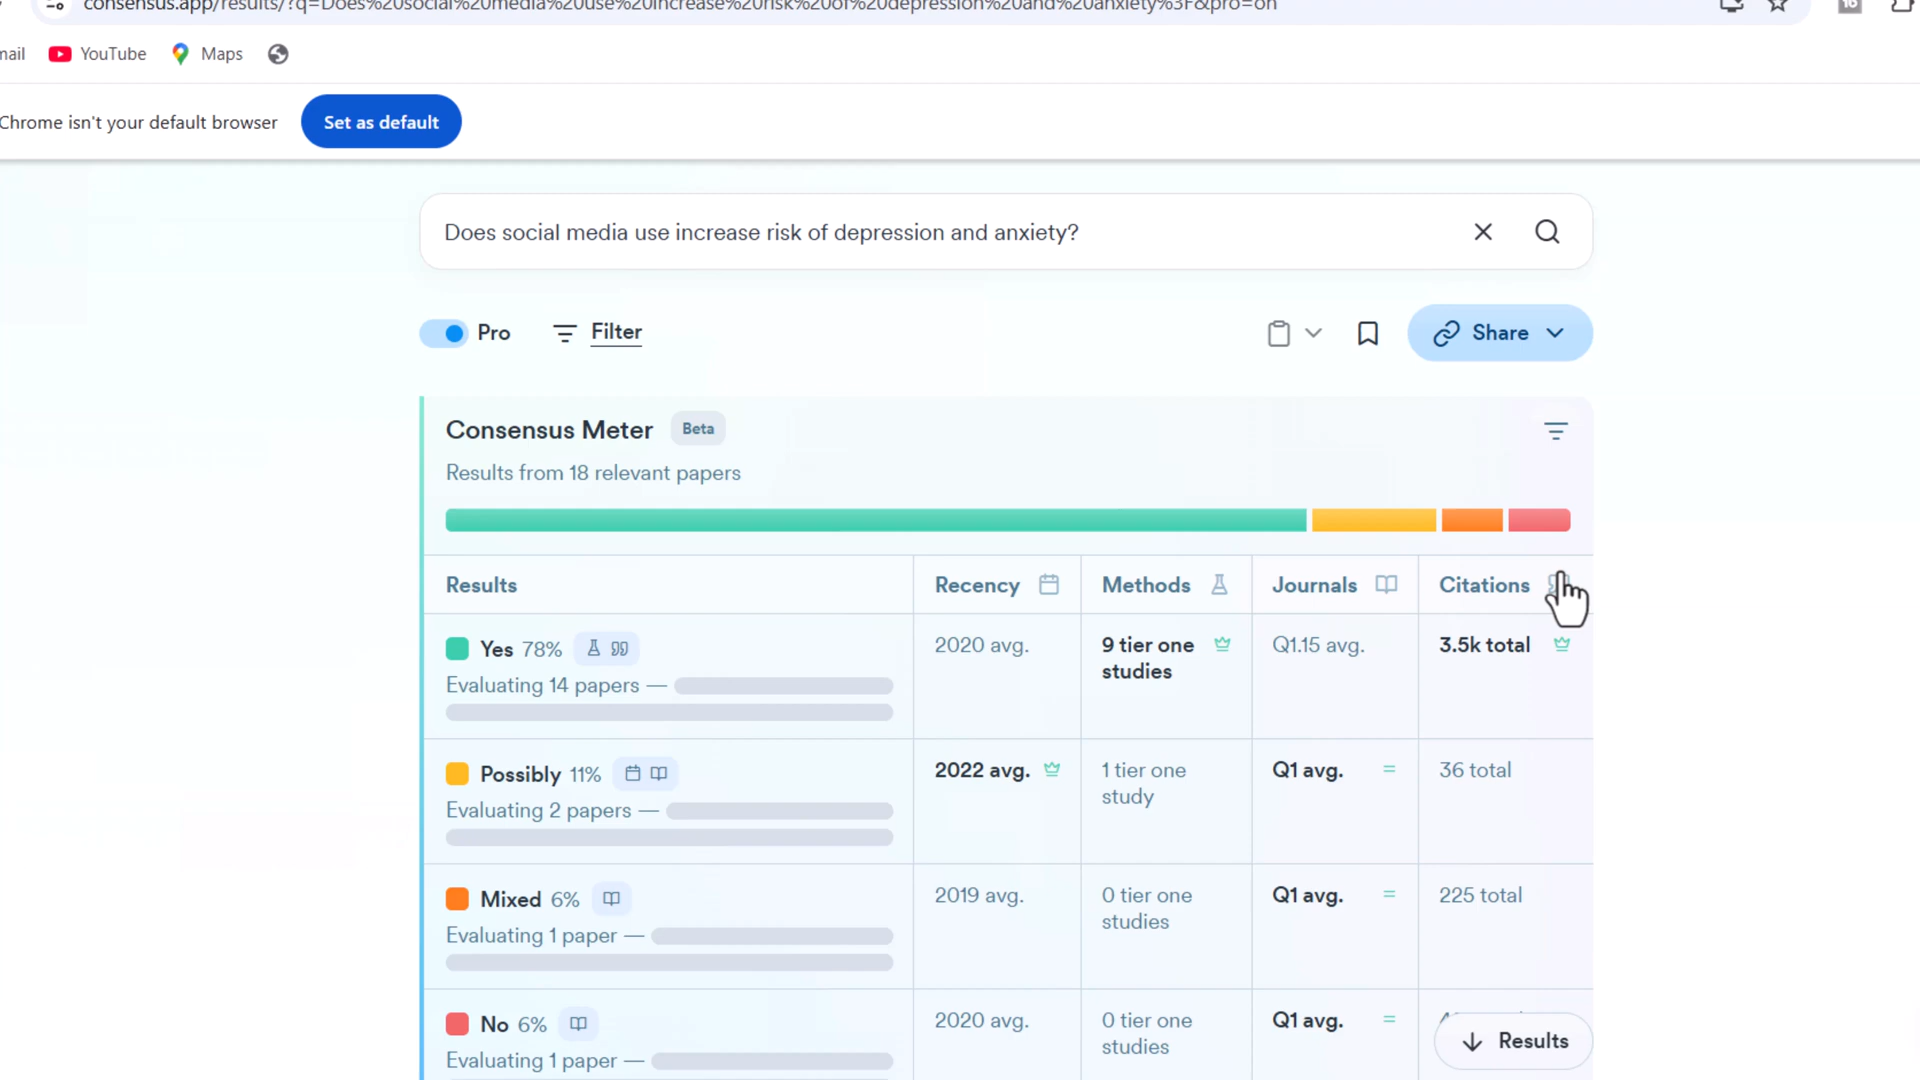 consensus.app/results/?q=Does%20social%20media%20use%20increase%20risk%20of%20depression%20and%20anxiety%3F&pro=on
mail YouTube Maps
Chrome isn't your default browser Set as default
Does social media use increase risk of depression and anxiety?
Pro Filter Share
Consensus Meter Beta
Results from 18 relevant papers
Results Recency Methods Journals Citations
Yes 78% 2020 avg. 9 tier one Q1.15 avg. 3.5k total
studies
Evaluating 14 papers —
Possibly 11% 2022 avg. 1 tier one Q1 avg. 36 total
study
Evaluating 2 papers —
Mixed 6% 2019 avg. 0 tier one Q1 avg. 225 total
studies
Evaluating 1 paper —
No 6% 2020 avg. 0 tier one Q1 avg.
studies
Evaluating 1 paper —
Results